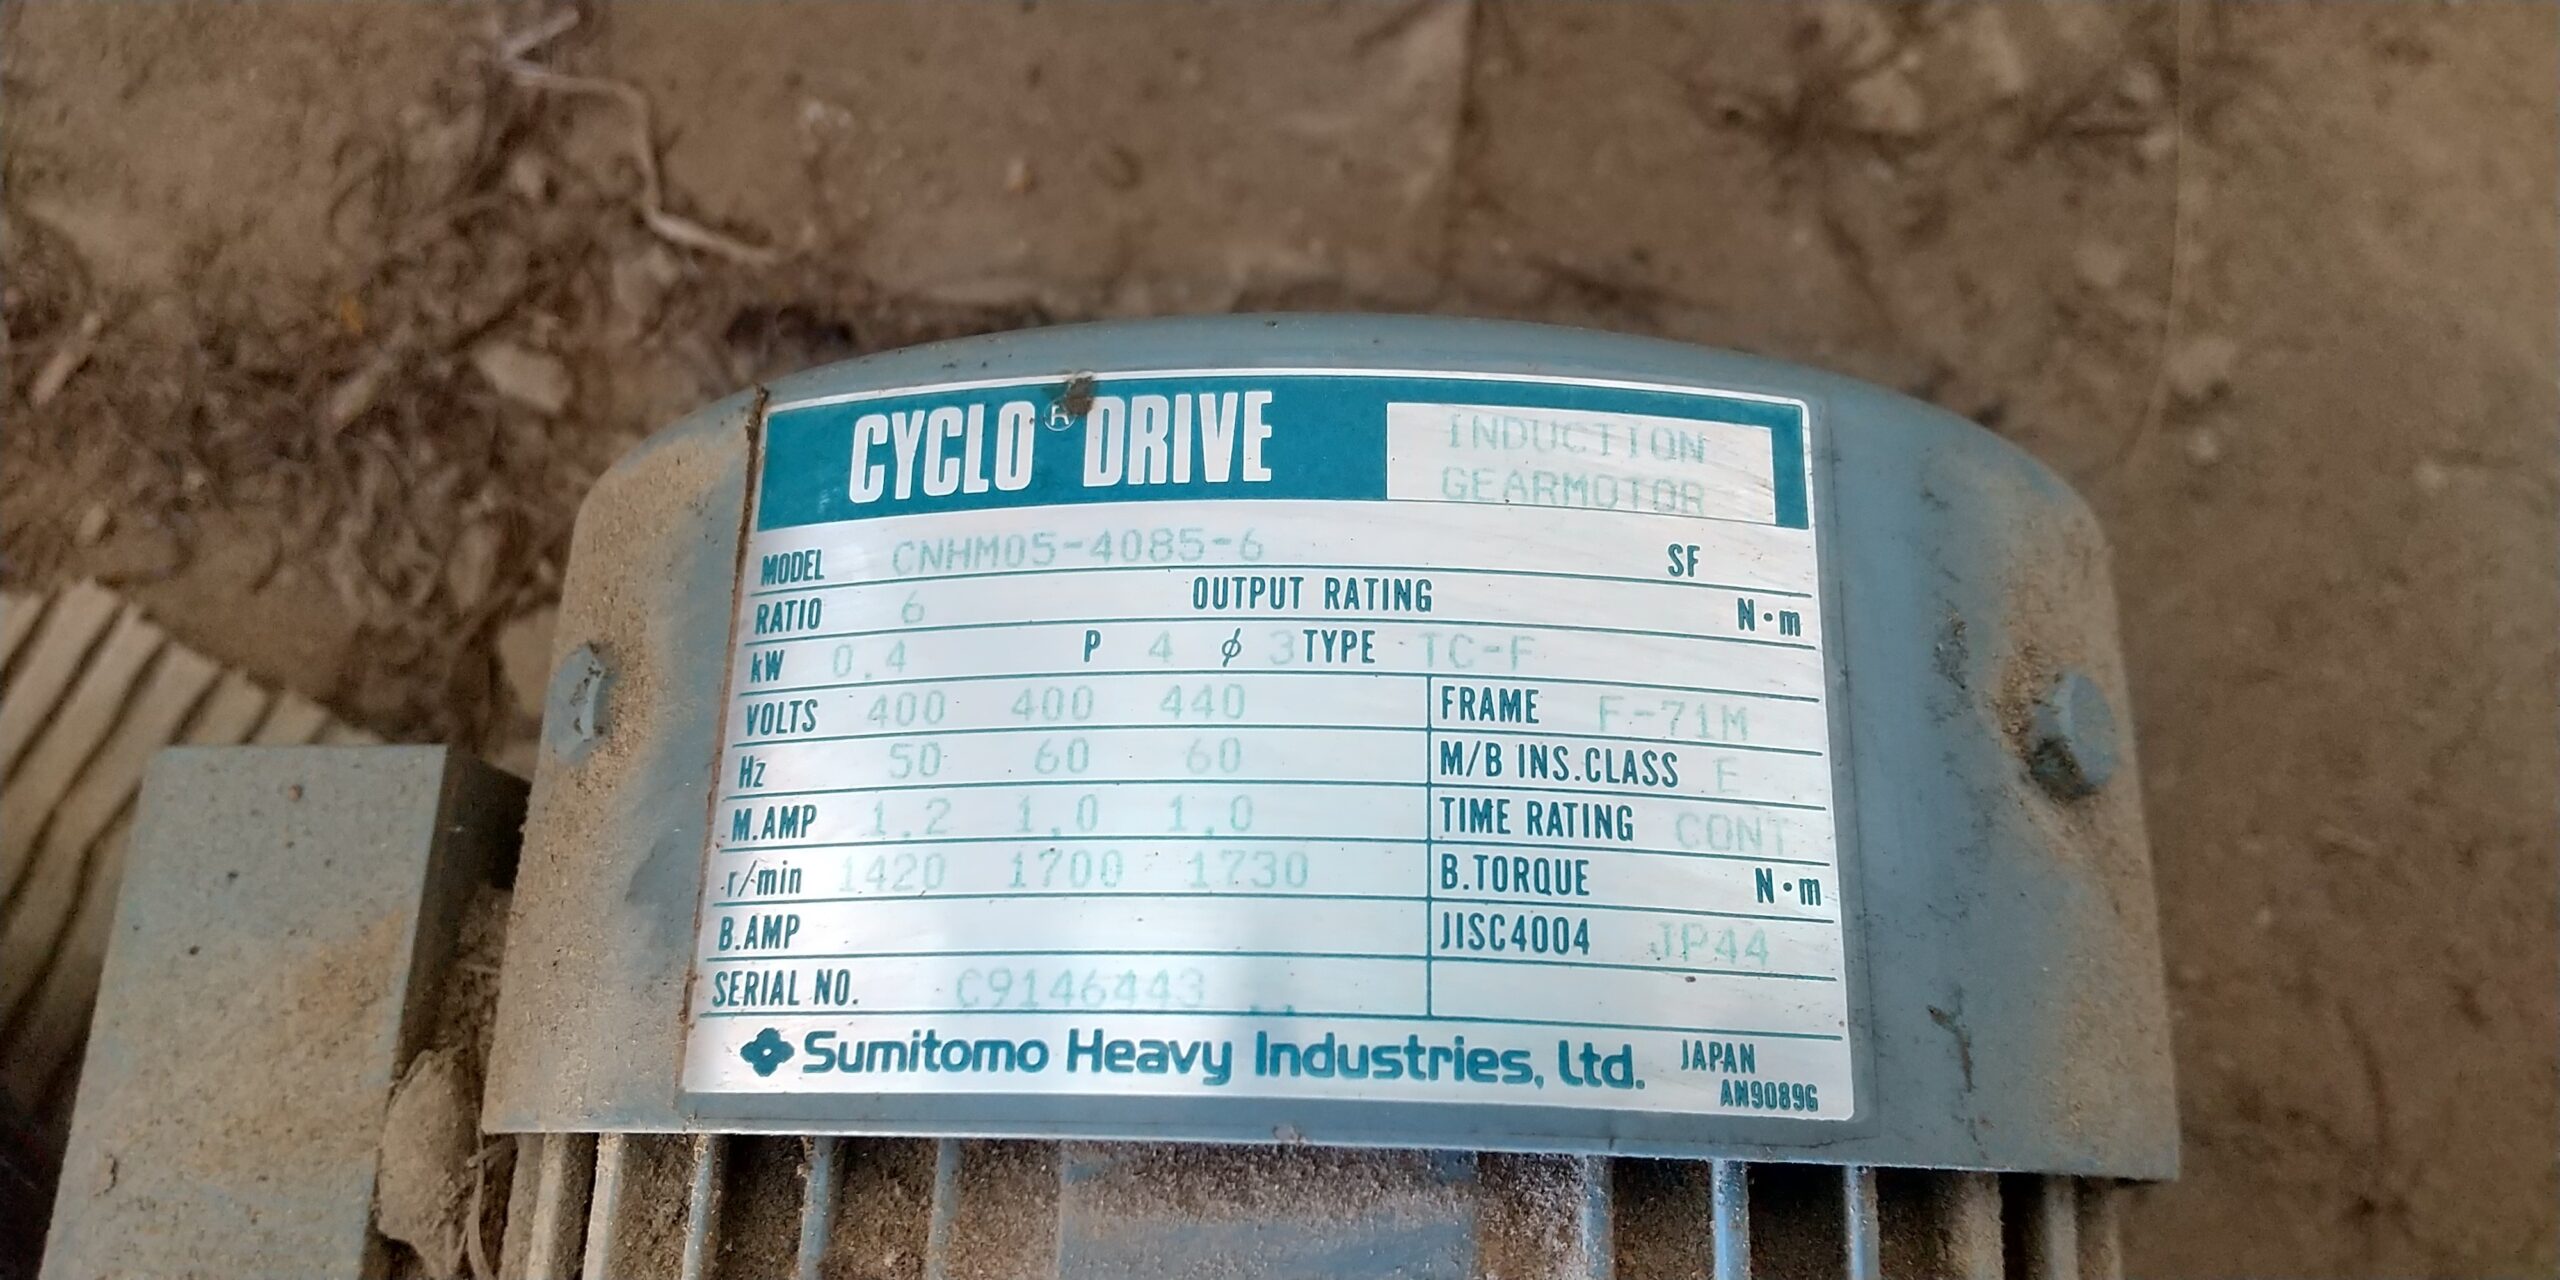 CYCLO® DRIVE
INDUCTION
GEARMOTOR
MODEL CNHM05-4085-6 SF
RATIO 6 OUTPUT RATING N·m
kW 0.4 P 4 ϕ 3 TYPE TC-F
VOLTS 400 400 440 FRAME F-71M
Hz 50 60 60 M/B INS.CLASS E
M.AMP 1.2 1.0 1.0 TIME RATING CONT
r/min 1420 1700 1730 B.TORQUE N·m
B.AMP JISC4004 JP44
SERIAL NO. C9146443
Sumitomo Heavy Industries, Ltd. JAPAN
AN9089G